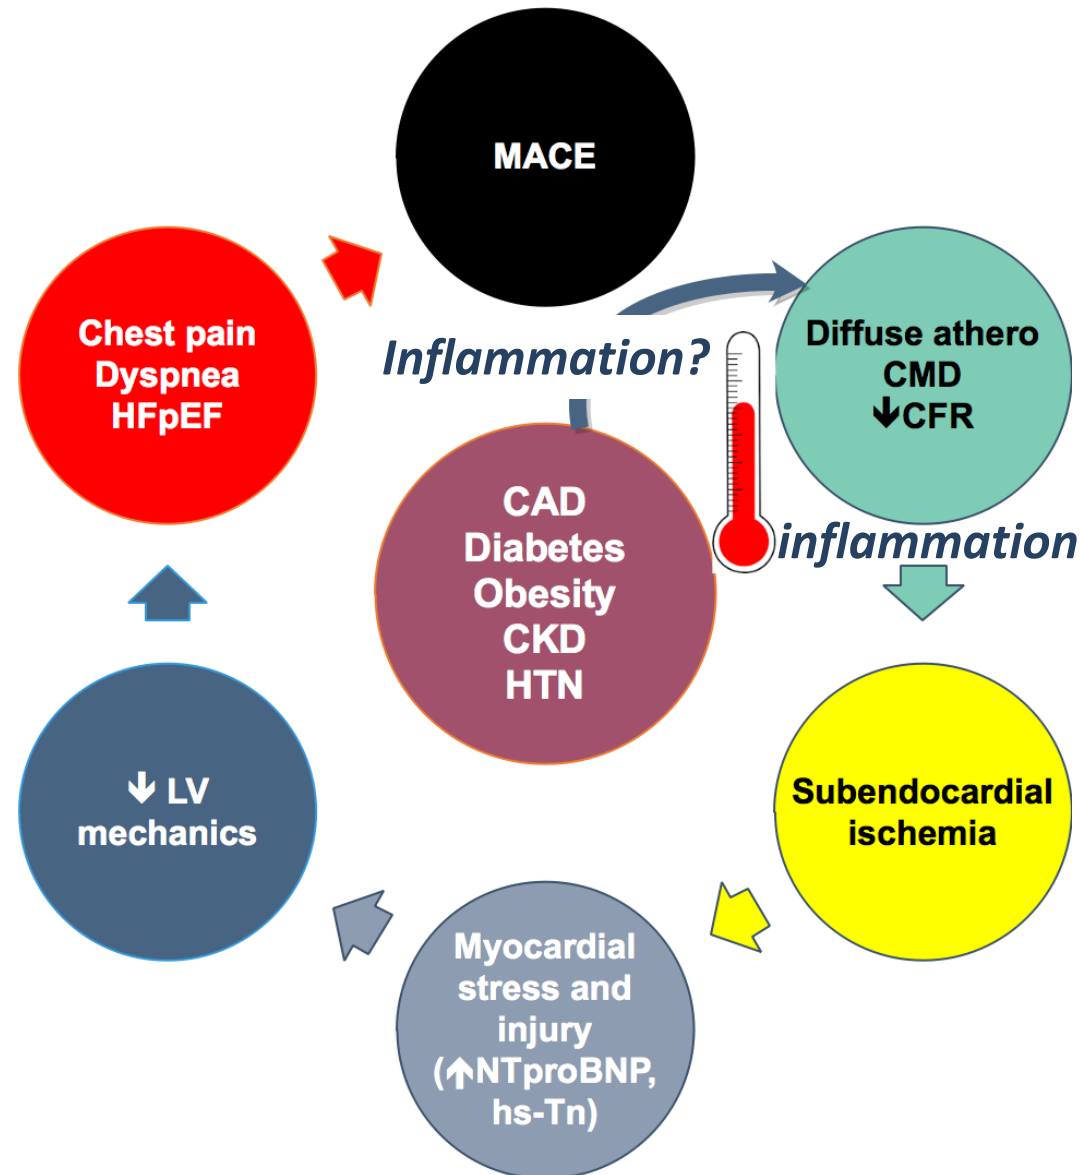 MACE
Chest pain
Dyspnea
HFpEF
Inflammation?
Diffuse athero
CMD
↓CFR
inflammation
CAD
Diabetes
Obesity
CKD
HTN
Subendocardial
ischemia
Myocardial
stress and
injury
(↑NTproBNP,
hs-Tn)
↓ LV
mechanics